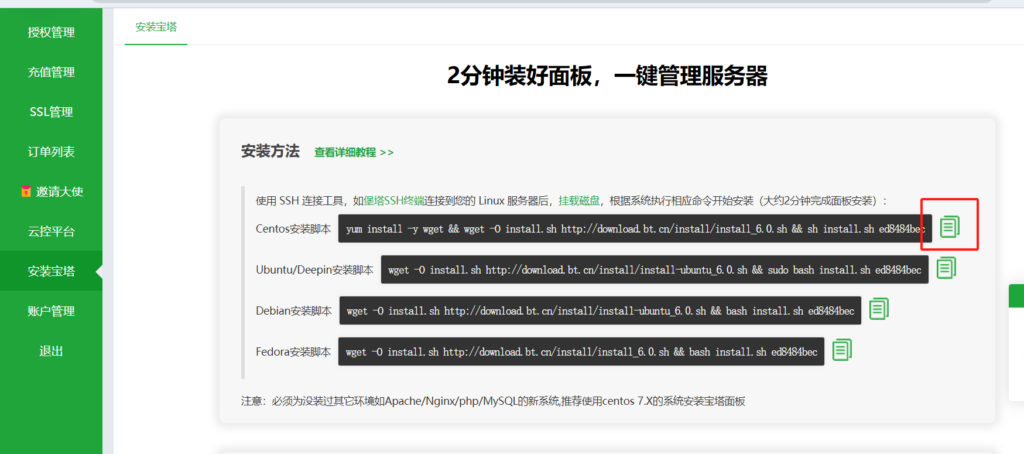 安装宝塔
授权管理
充值管理
SSL管理
订单列表
邀请大使
云控平台
安装宝塔
账户管理
退出
2分钟装好面板，一键管理服务器
安装方法 查看详细教程 >>
使用 SSH 连接工具，如堡塔SSH终端连接到您的 Linux 服务器后，挂载磁盘，根据系统执行相应命令开始安装（大约2分钟完成面板安装）：
Centos安装脚本 yum install -y wget && wget -O install.sh http://download.bt.cn/install/install_6.0.sh && sh install.sh ed8484bec
Ubuntu/Deepin安装脚本 wget -O install.sh http://download.bt.cn/install/install-ubuntu_6.0.sh && sudo bash install.sh ed8484bec
Debian安装脚本 wget -O install.sh http://download.bt.cn/install/install-ubuntu_6.0.sh && bash install.sh ed8484bec
Fedora安装脚本 wget -O install.sh http://download.bt.cn/install/install_6.0.sh && bash install.sh ed8484bec
注意：必须为没装过其它环境如Apache/Nginx/php/MySQL的新系统,推荐使用centos 7.X的系统安装宝塔面板